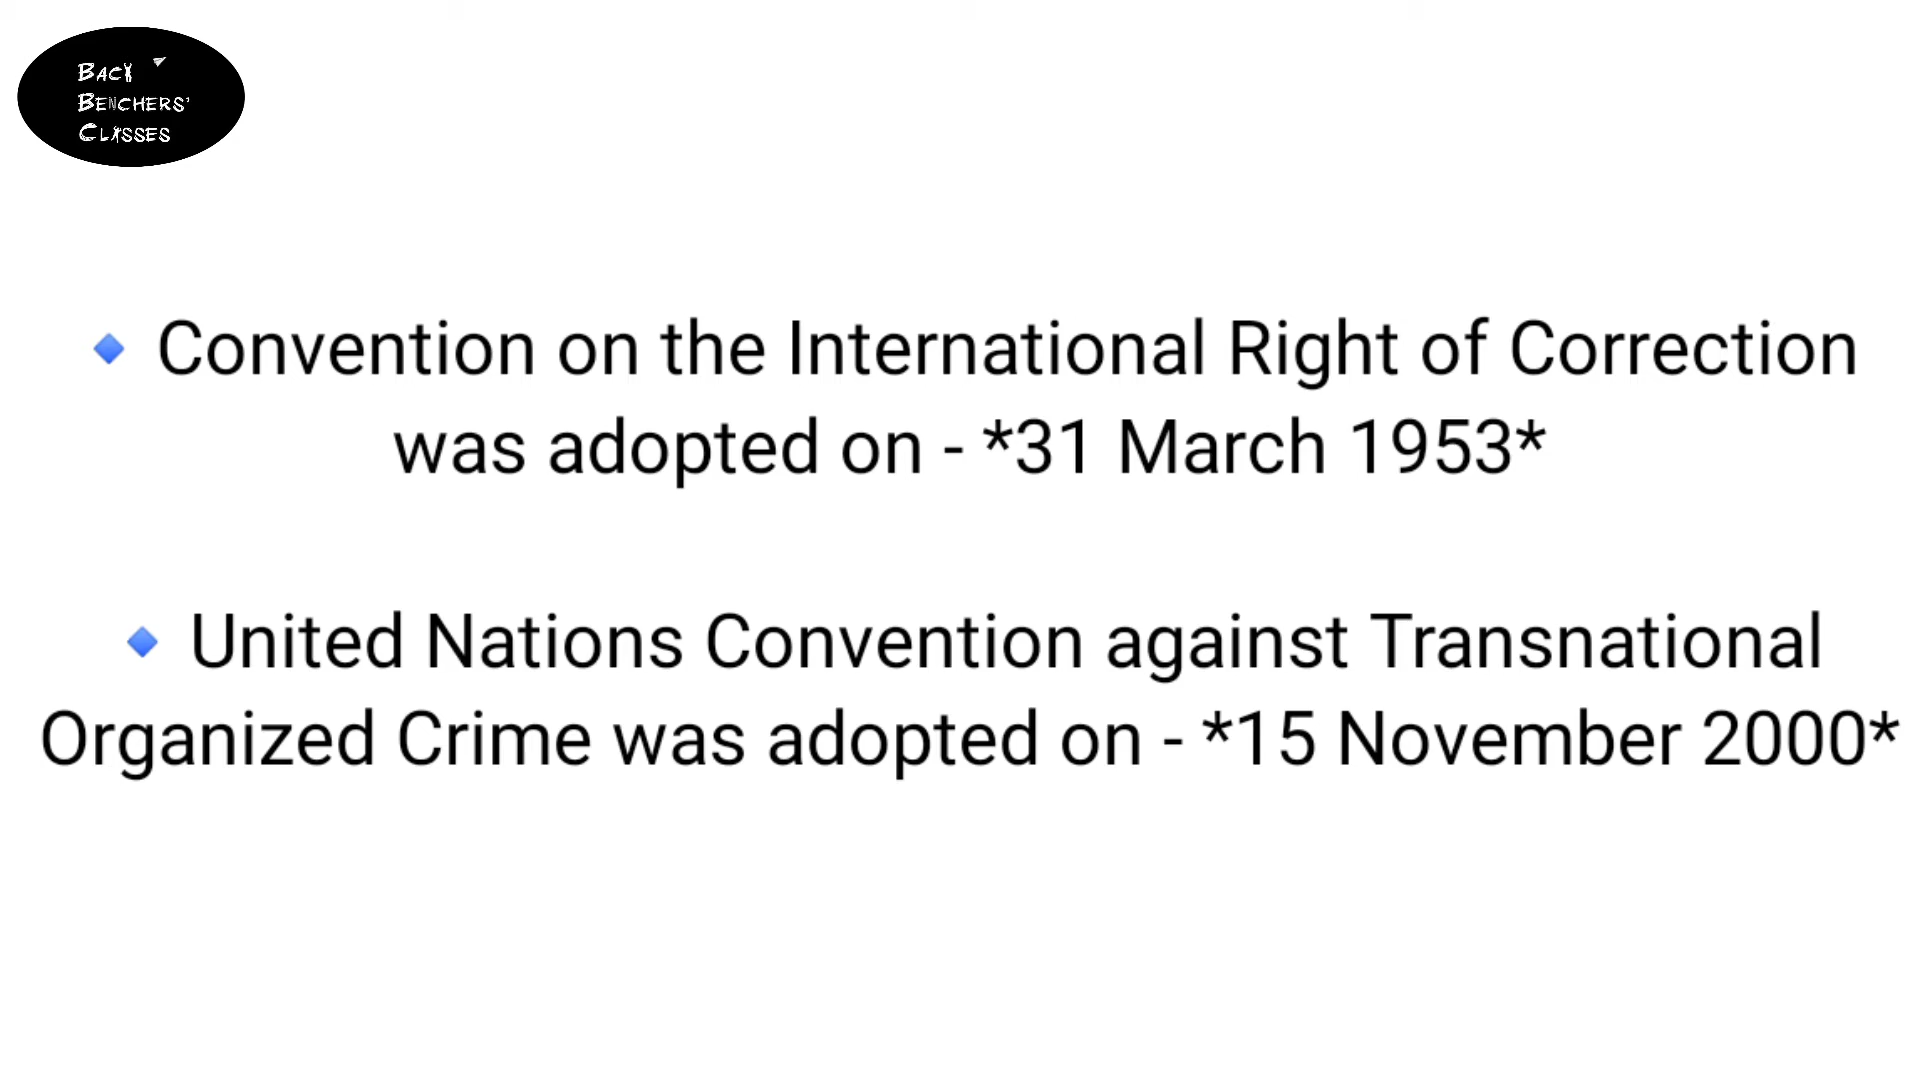 BACK
BENCHERS'
CLASSES
🔹 Convention on the International Right of Correction
was adopted on - *31 March 1953*
🔹 United Nations Convention against Transnational
Organized Crime was adopted on - *15 November 2000*